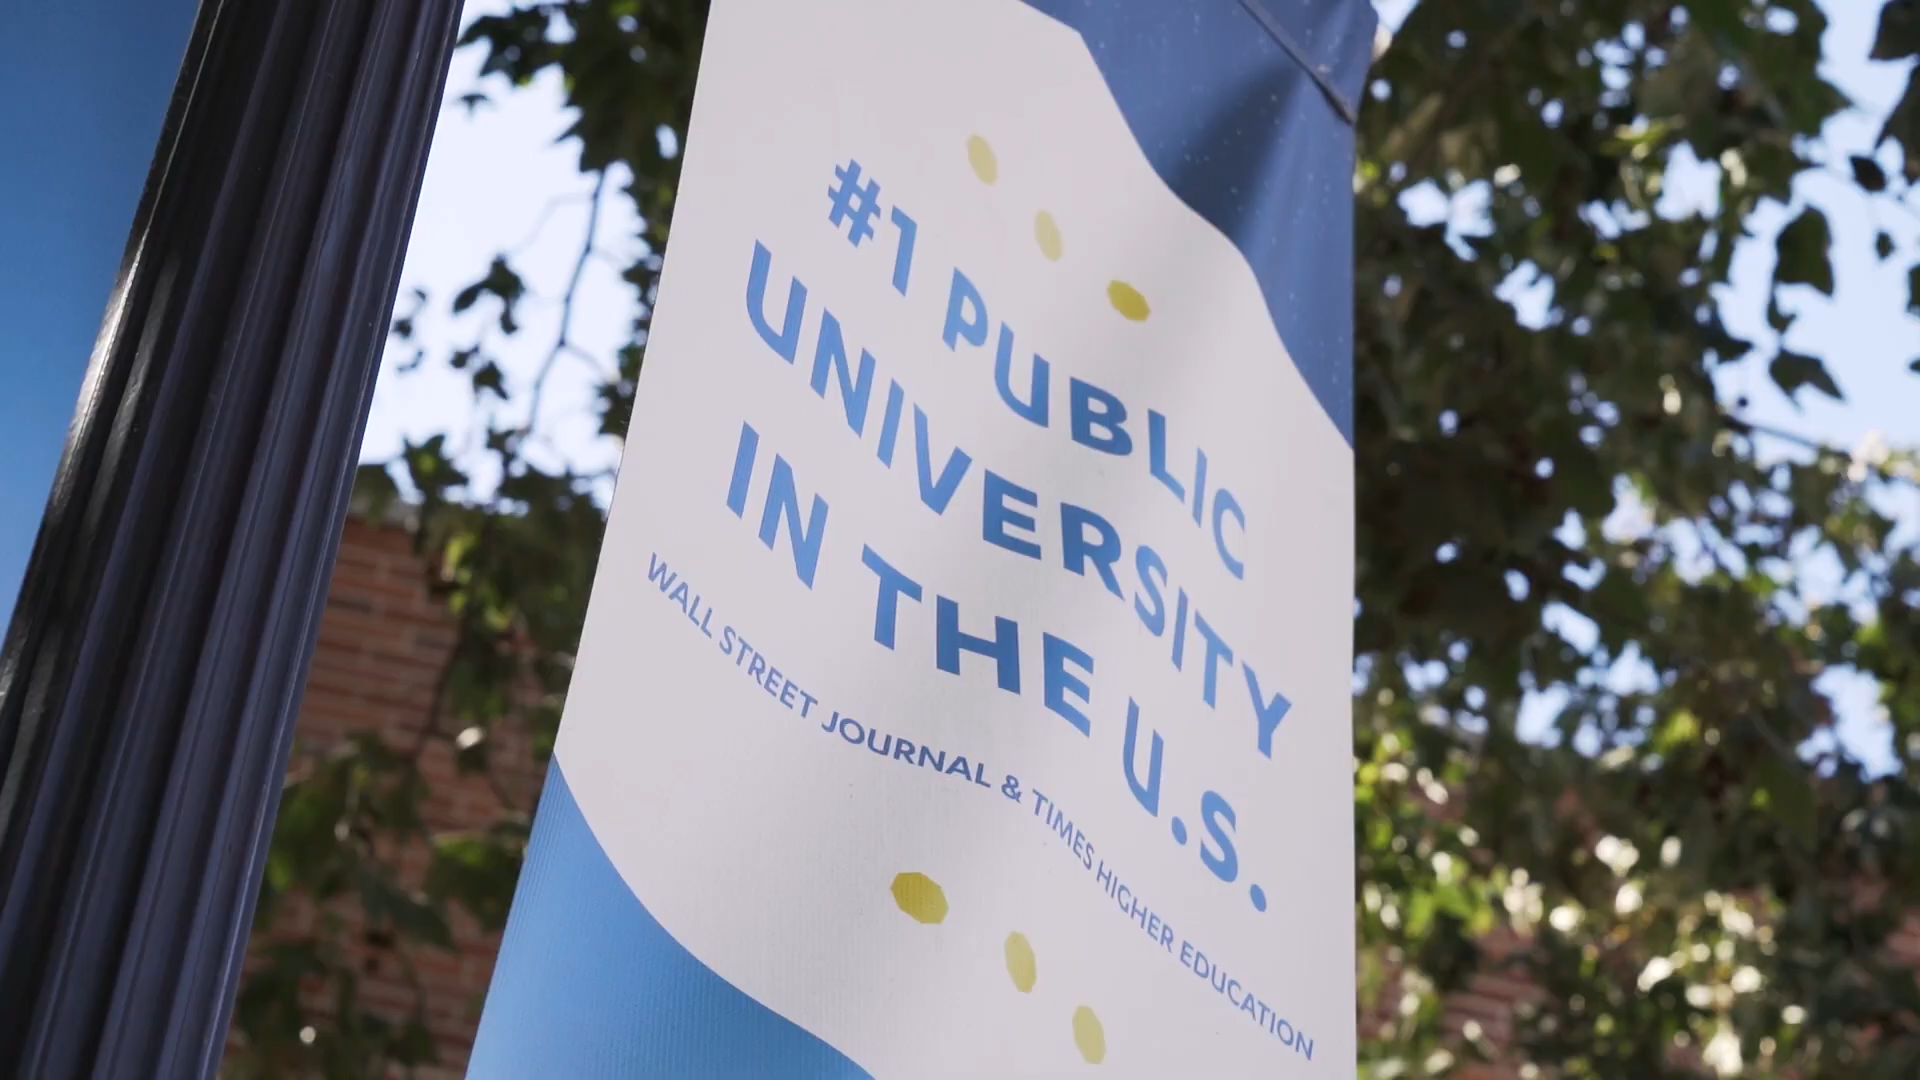 #1 PUBLIC
UNIVERSITY
IN THE U.S.
WALL STREET JOURNAL & TIMES HIGHER EDUCATION